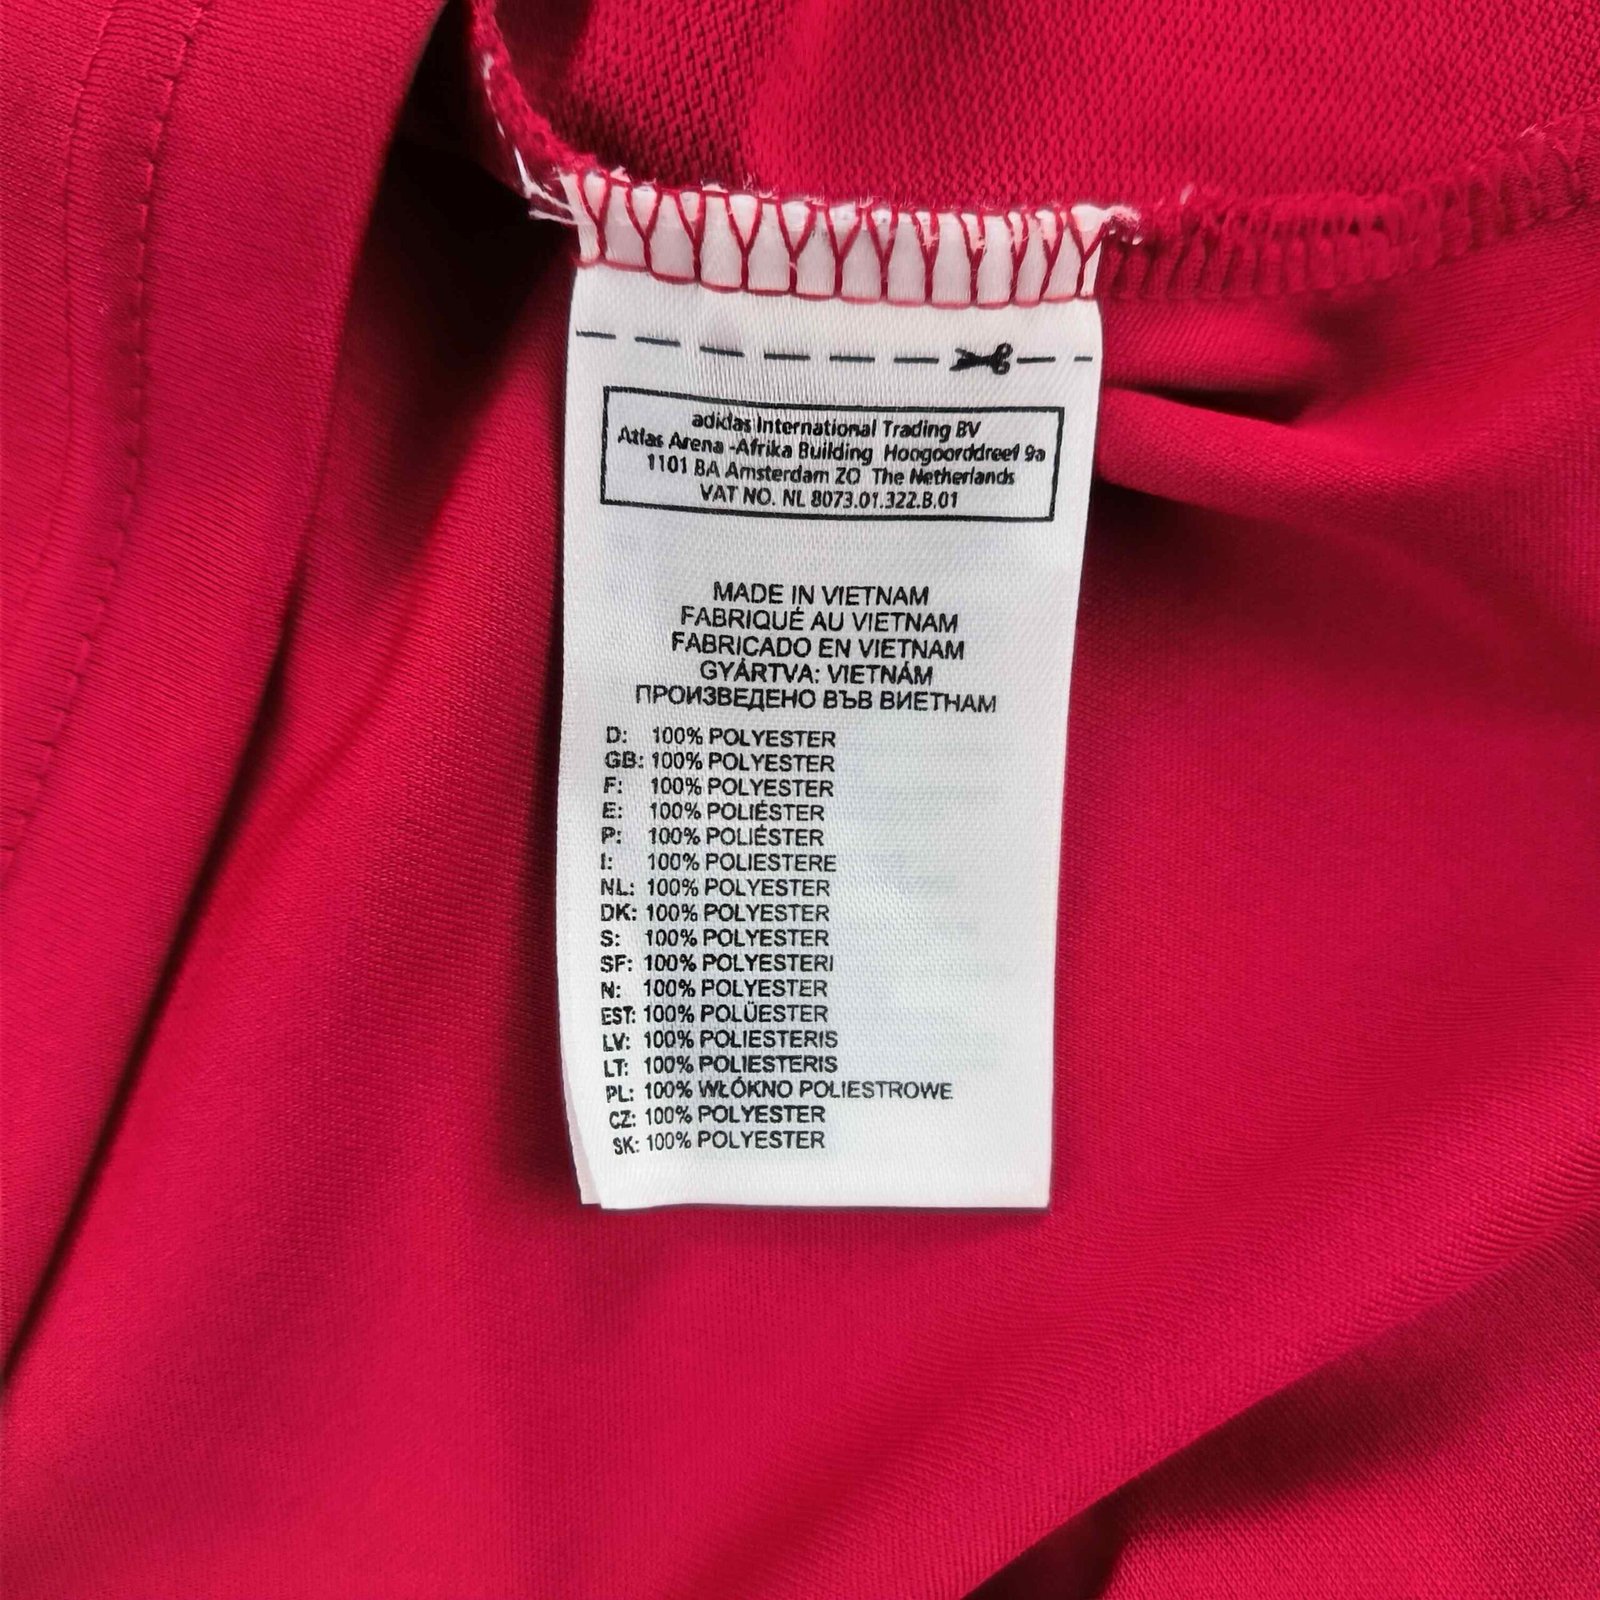 adidas International Trading BV
Atlas Arena -Afrika Building Hoogoorddreef 9a
1101 BA Amsterdam ZO The Netherlands
VAT NO. NL 8073.01.322.B.01
MADE IN VIETNAM
FABRIQUÉ AU VIETNAM
FABRICADO EN VIETNAM
GYÁRTVA: VIETNÁM
ПРОИЗВЕДЕНО ВЪВ ВИЕТНАМ
D: 100% POLYESTER
GB: 100% POLYESTER
F: 100% POLYESTER
E: 100% POLIÉSTER
P: 100% POLIÉSTER
I: 100% POLIESTERE
NL: 100% POLYESTER
DK: 100% POLYESTER
S: 100% POLYESTER
SF: 100% POLYESTERI
N: 100% POLYESTER
EST: 100% POLÜESTER
LV: 100% POLIESTERIS
LT: 100% POLIESTERIS
PL: 100% WŁÓKNO POLIESTROWE
CZ: 100% POLYESTER
SK: 100% POLYESTER